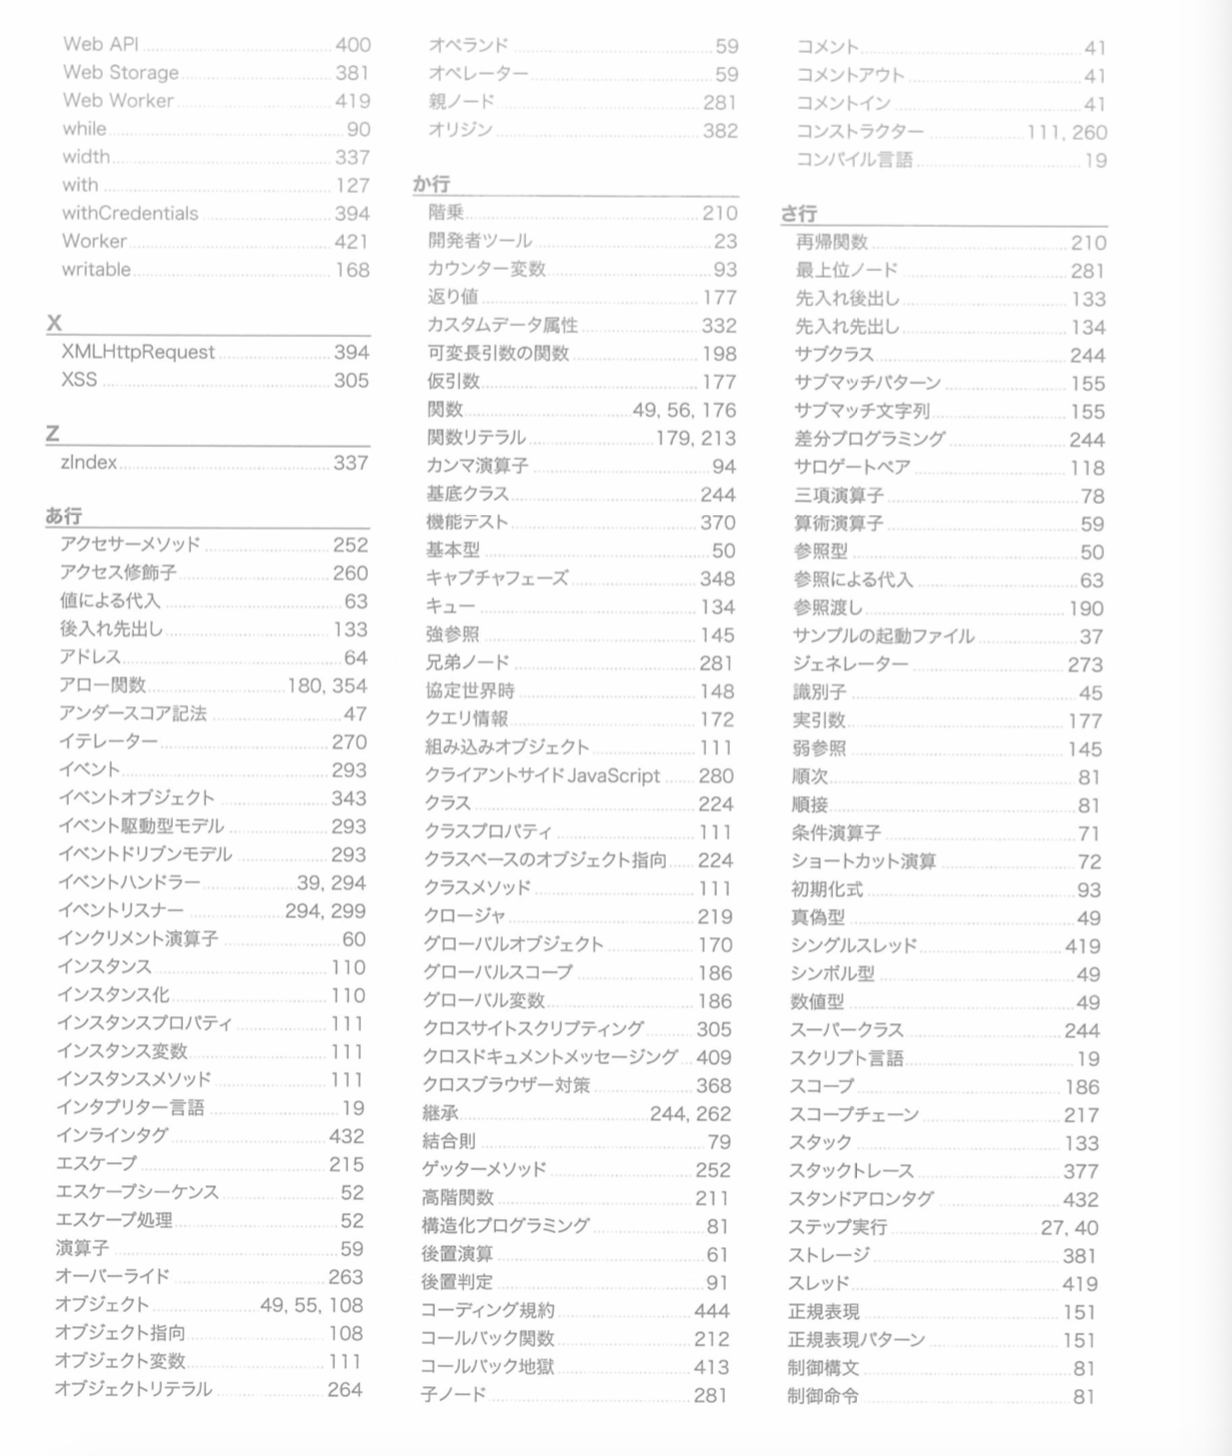 Web API 400
Web Storage 381
Web Worker 419
while 90
width 337
with 127
withCredentials 394
Worker 421
writable 168
X
XMLHttpRequest 394
XSS 305
Z
zIndex 337
あ行
アクセサーメソッド 252
アクセス修飾子 260
値による代入 63
後入れ先出し 133
アドレス 64
アロー関数 180, 354
アンダースコア記法 47
イテレーター 270
イベント 293
イベントオブジェクト 343
イベント駆動型モデル 293
イベントドリブンモデル 293
イベントハンドラー 39, 294
イベントリスナー 294, 299
インクリメント演算子 60
インスタンス 110
インスタンス化 110
インスタンスプロパティ 111
インスタンス変数 111
インスタンスメソッド 111
インタプリター言語 19
インラインタグ 432
エスケープ 215
エスケープシーケンス 52
エスケープ処理 52
演算子 59
オーバーライド 263
オブジェクト 49, 55, 108
オブジェクト指向 108
オブジェクト変数 111
オブジェクトリテラル 264
オペランド 59
オペレーター 59
親ノード 281
オリジン 382
か行
階乗 210
開発者ツール 23
カウンター変数 93
返り値 177
カスタムデータ属性 332
可変長引数の関数 198
仮引数 177
関数 49, 56, 176
関数リテラル 179, 213
カンマ演算子 94
基底クラス 244
機能テスト 370
基本型 50
キャプチャフェーズ 348
キュー 134
強参照 145
兄弟ノード 281
協定世界時 148
クエリ情報 172
組み込みオブジェクト 111
クライアントサイドJavaScript 280
クラス 224
クラスプロパティ 111
クラスベースのオブジェクト指向 224
クラスメソッド 111
クロージャ 219
グローバルオブジェクト 170
グローバルスコープ 186
グローバル変数 186
クロスサイトスクリプティング 305
クロスドキュメントメッセージング 409
クロスブラウザー対策 368
継承 244, 262
結合則 79
ゲッターメソッド 252
高階関数 211
構造化プログラミング 81
後置演算 61
後置判定 91
コーディング規約 444
コールバック関数 212
コールバック地獄 413
子ノード 281
コメント 41
コメントアウト 41
コメントイン 41
コンストラクター 111, 260
コンパイル言語 19
さ行
再帰関数 210
最上位ノード 281
先入れ後出し 133
先入れ先出し 134
サブクラス 244
サブマッチパターン 155
サブマッチ文字列 155
差分プログラミング 244
サロゲートペア 118
三項演算子 78
算術演算子 59
参照型 50
参照による代入 63
参照渡し 190
サンプルの起動ファイル 37
ジェネレーター 273
識別子 45
実引数 177
弱参照 145
順次 81
順接 81
条件演算子 71
ショートカット演算 72
初期化式 93
真偽型 49
シングルスレッド 419
シンボル型 49
数値型 49
スーパークラス 244
スクリプト言語 19
スコープ 186
スコープチェーン 217
スタック 133
スタックトレース 377
スタンドアロンタグ 432
ステップ実行 27, 40
ストレージ 381
スレッド 419
正規表現 151
正規表現パターン 151
制御構文 81
制御命令 81